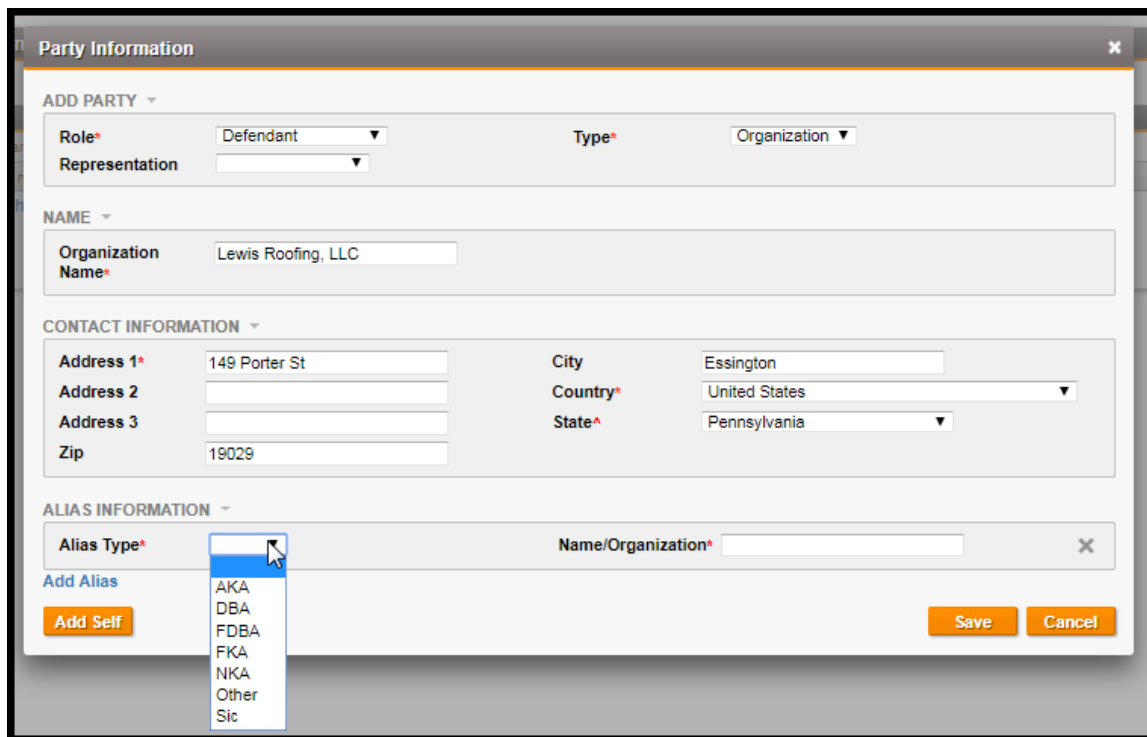 Party Information
ADD PARTY
Role* Defendant Type* Organization
Representation
NAME
Organization Name* Lewis Roofing, LLC
CONTACT INFORMATION
Address 1* 149 Porter St City Essington
Address 2 Country* United States
Address 3 State^ Pennsylvania
Zip 19029
ALIAS INFORMATION
Alias Type* Name/Organization*
Add Alias
AKA
DBA
FDBA
FKA
NKA
Other
Sic
Add Self Save Cancel